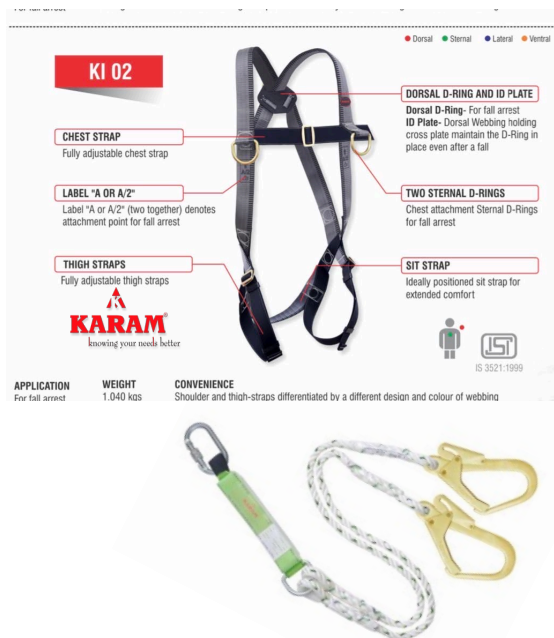 ● Dorsal ● Sternal ● Lateral ● Ventral
KI 02
DORSAL D-RING AND ID PLATE
Dorsal D-Ring- For fall arrest
ID Plate- Dorsal Webbing holding
cross plate maintain the D-Ring in
place even after a fall
CHEST STRAP
Fully adjustable chest strap
LABEL "A OR A/2"
Label "A or A/2" (two together) denotes
attachment point for fall arrest
TWO STERNAL D-RINGS
Chest attachment Sternal D-Rings
for fall arrest
THIGH STRAPS
Fully adjustable thigh straps
SIT STRAP
Ideally positioned sit strap for
extended comfort
KARAM®
knowing your needs better
ISI
IS 3521:1999
APPLICATION
For fall arrest
WEIGHT
1.040 kgs
CONVENIENCE
Shoulder and thigh-straps differentiated by a different design and colour of webbing